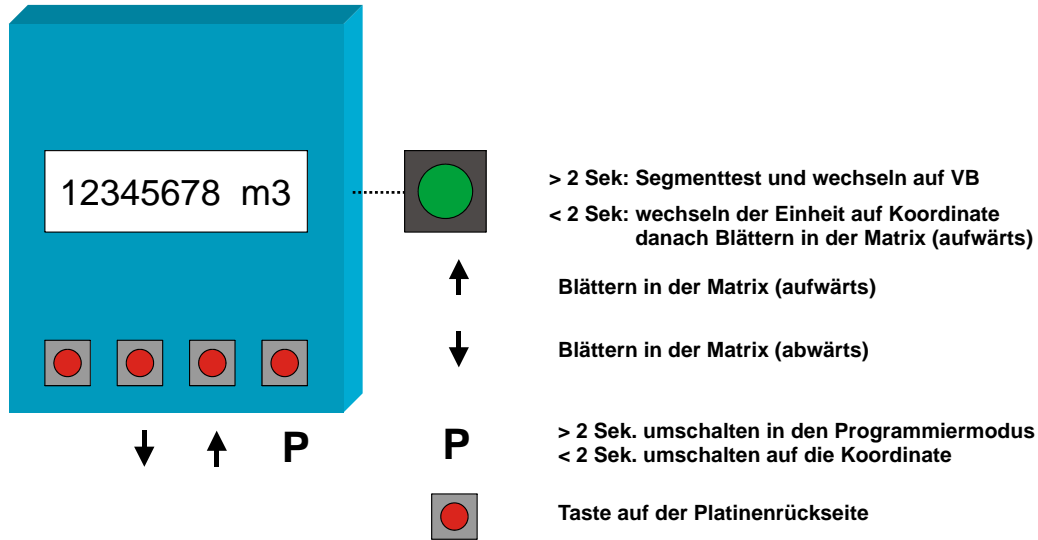 12345678 m3
> 2 Sek: Segmenttest und wechseln auf VB
< 2 Sek: wechseln der Einheit auf Koordinate
danach Blättern in der Matrix (aufwärts)
Blättern in der Matrix (aufwärts)
Blättern in der Matrix (abwärts)
P
P
> 2 Sek. umschalten in den Programmiermodus
< 2 Sek. umschalten auf die Koordinate
Taste auf der Platinenrückseite